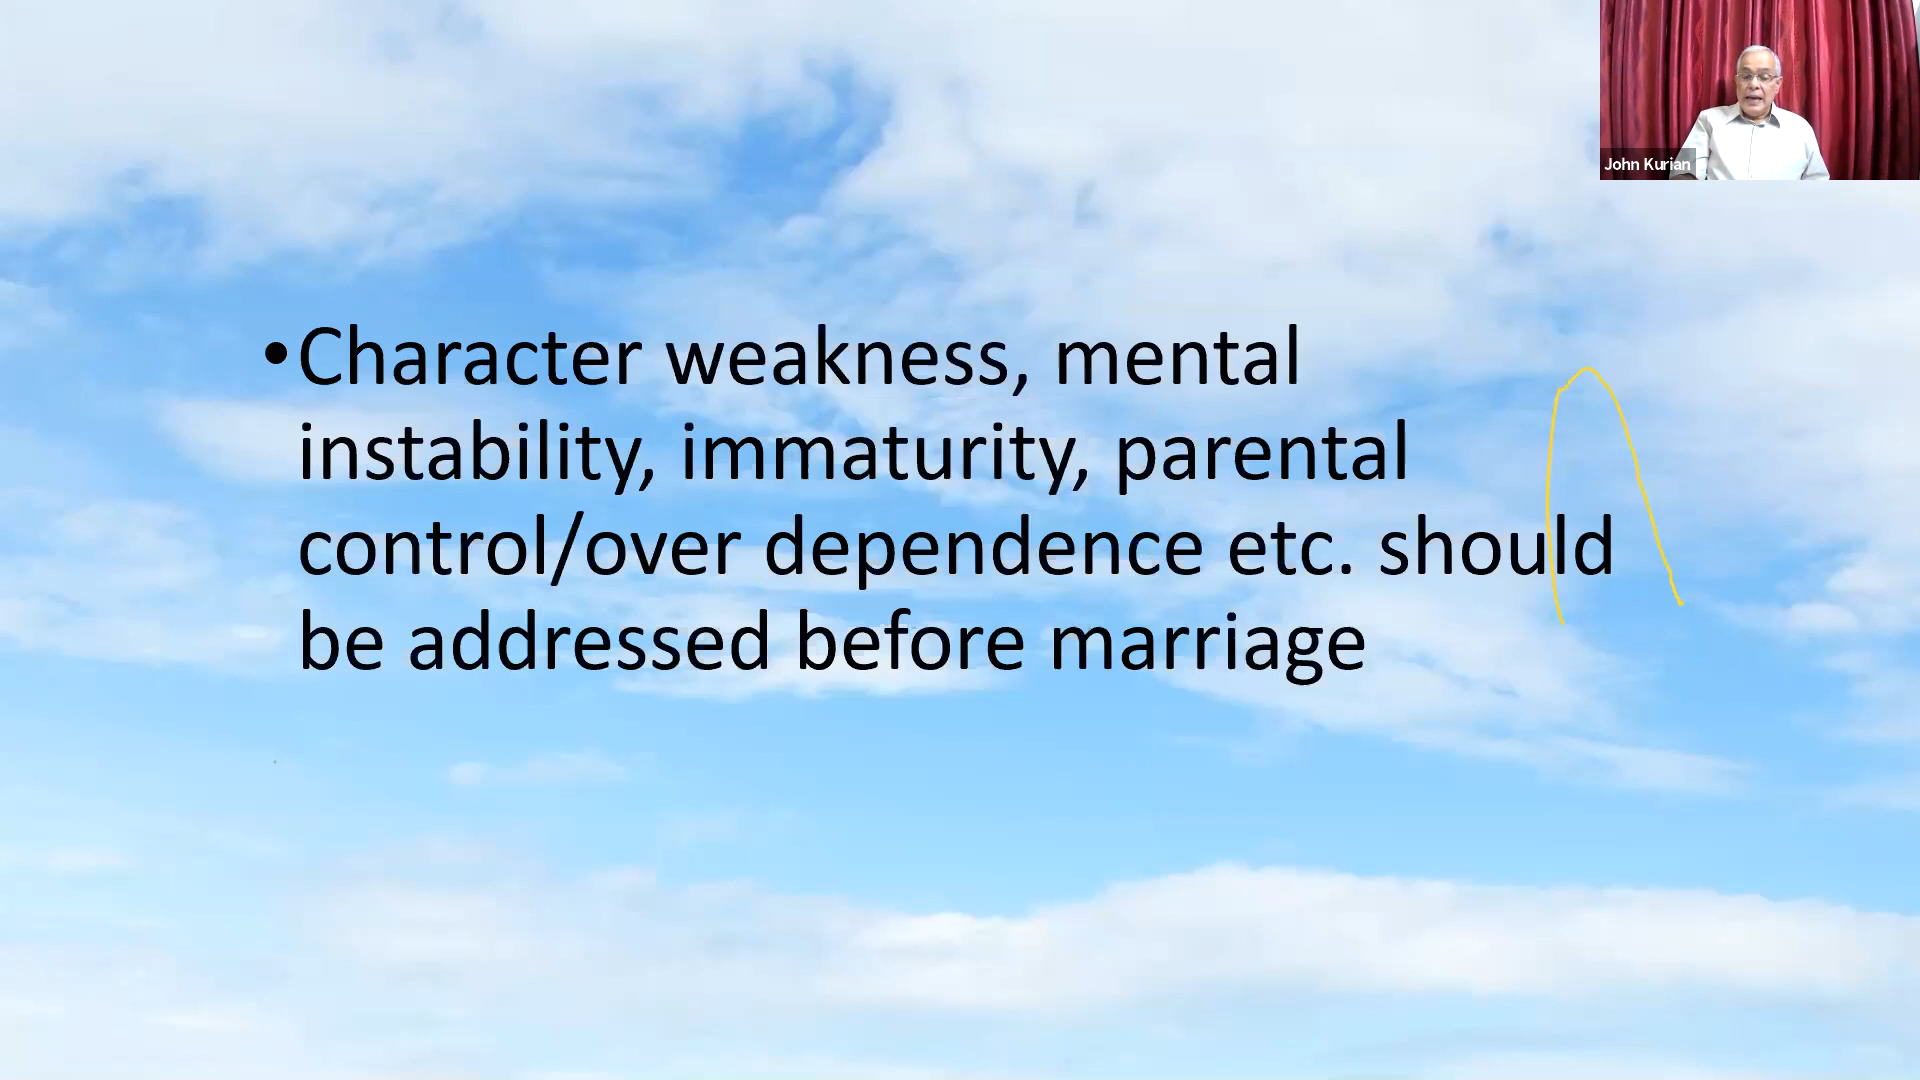 John Kurian
•Character weakness, mental
instability, immaturity, parental
control/over dependence etc. should
be addressed before marriage